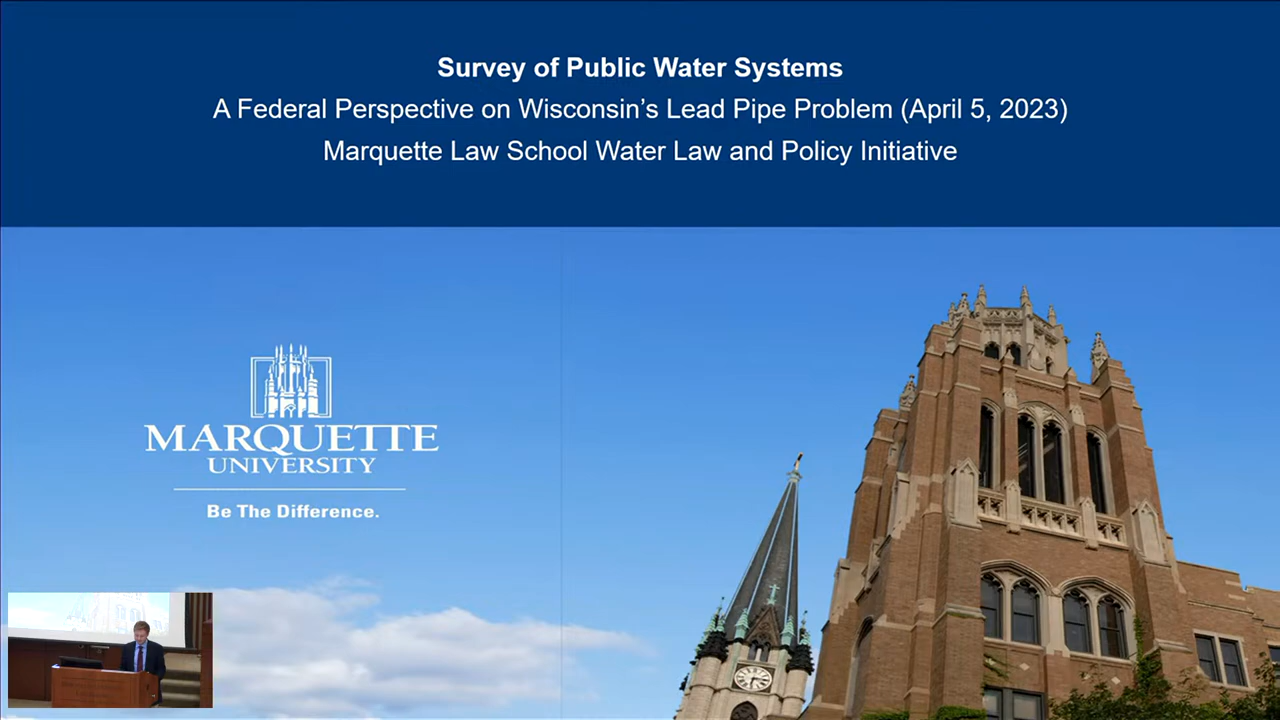 Survey of Public Water Systems
A Federal Perspective on Wisconsin's Lead Pipe Problem (April 5, 2023)
Marquette Law School Water Law and Policy Initiative
MARQUETTE
UNIVERSITY
Be The Difference.